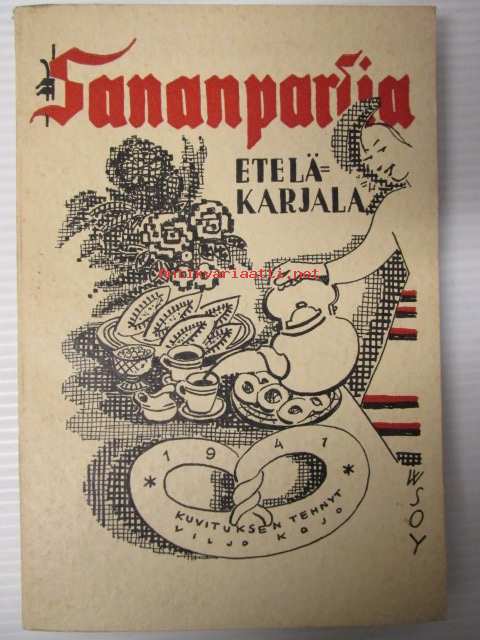 Sananparsia
ETELÄ=
KARJALA
Antikvariaatti.net
1941
* *
KUVITUKSEN TEHNYT
VILJO KOJO
WSOY